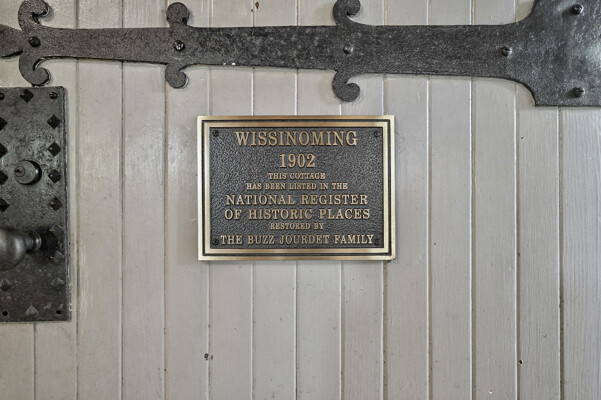 WISSINOMING
1902
THIS COTTAGE
HAS BEEN LISTED IN THE
NATIONAL REGISTER
OF HISTORIC PLACES
RESTORED BY
THE BUZZ JOURDET FAMILY